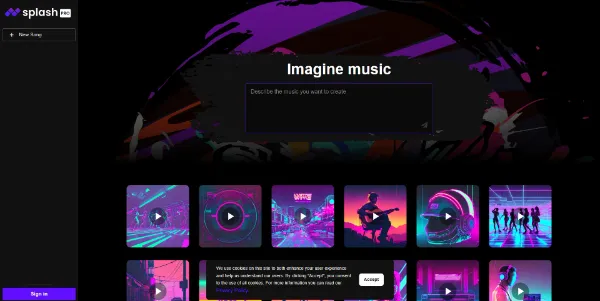 splash PRO
+ New Song
Imagine music
Describe the music you want to create
We use cookies on this site to both enhance your user experience
and help us understand our users. By clicking "Accept", you consent
to the use of all cookies. For more information you can read our
Privacy Policy.
Accept
Sign in